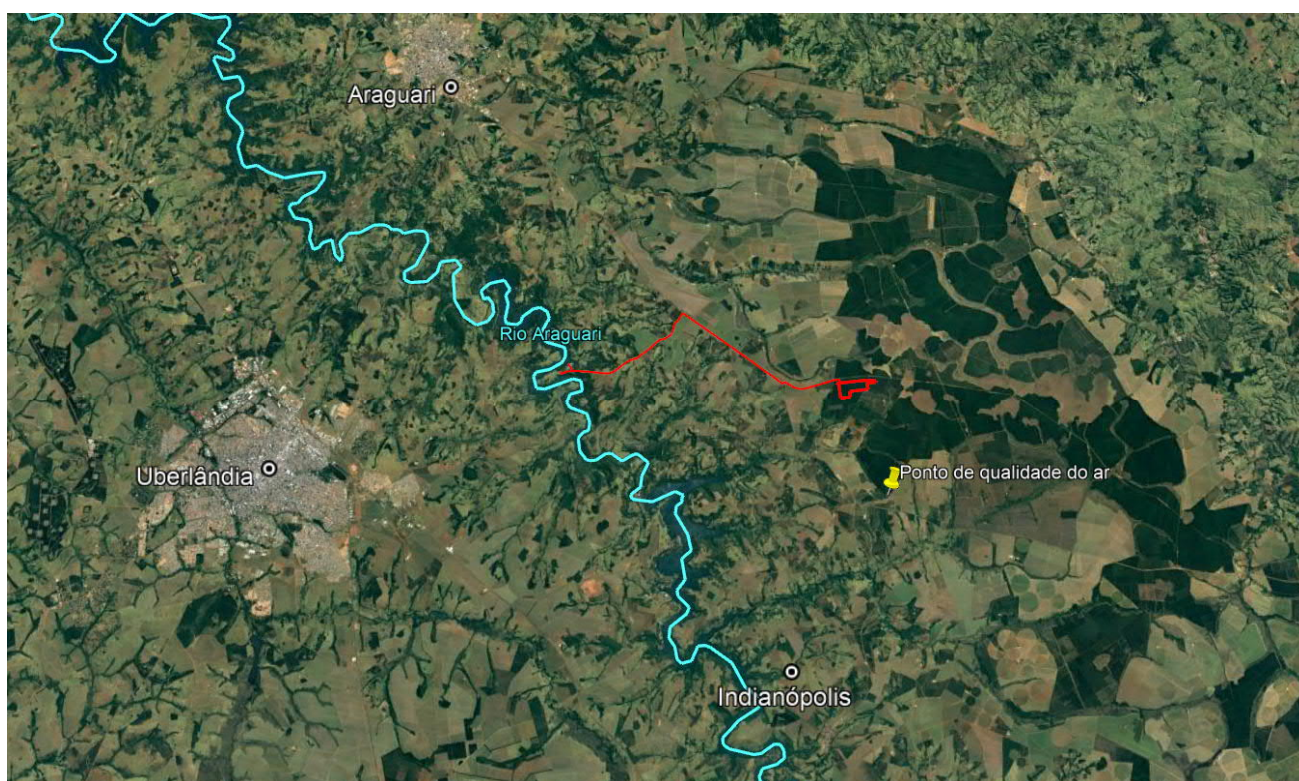 Araguari
Rio Araguari
Uberlândia
Ponto de qualidade do ar
Indianópolis